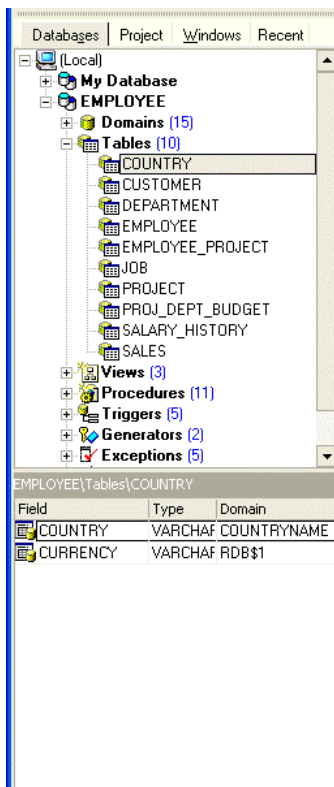 Databases Project Windows Recent
(Local)
My Database
EMPLOYEE
Domains (15)
Tables (10)
COUNTRY
CUSTOMER
DEPARTMENT
EMPLOYEE
EMPLOYEE_PROJECT
JOB
PROJECT
PROJ_DEPT_BUDGET
SALARY_HISTORY
SALES
Views (3)
Procedures (11)
Triggers (5)
Generators (2)
Exceptions (5)
EMPLOYEE\Tables\COUNTRY
Field Type Domain
COUNTRY VARCHAF COUNTRYNAME
CURRENCY VARCHAF RDB$1